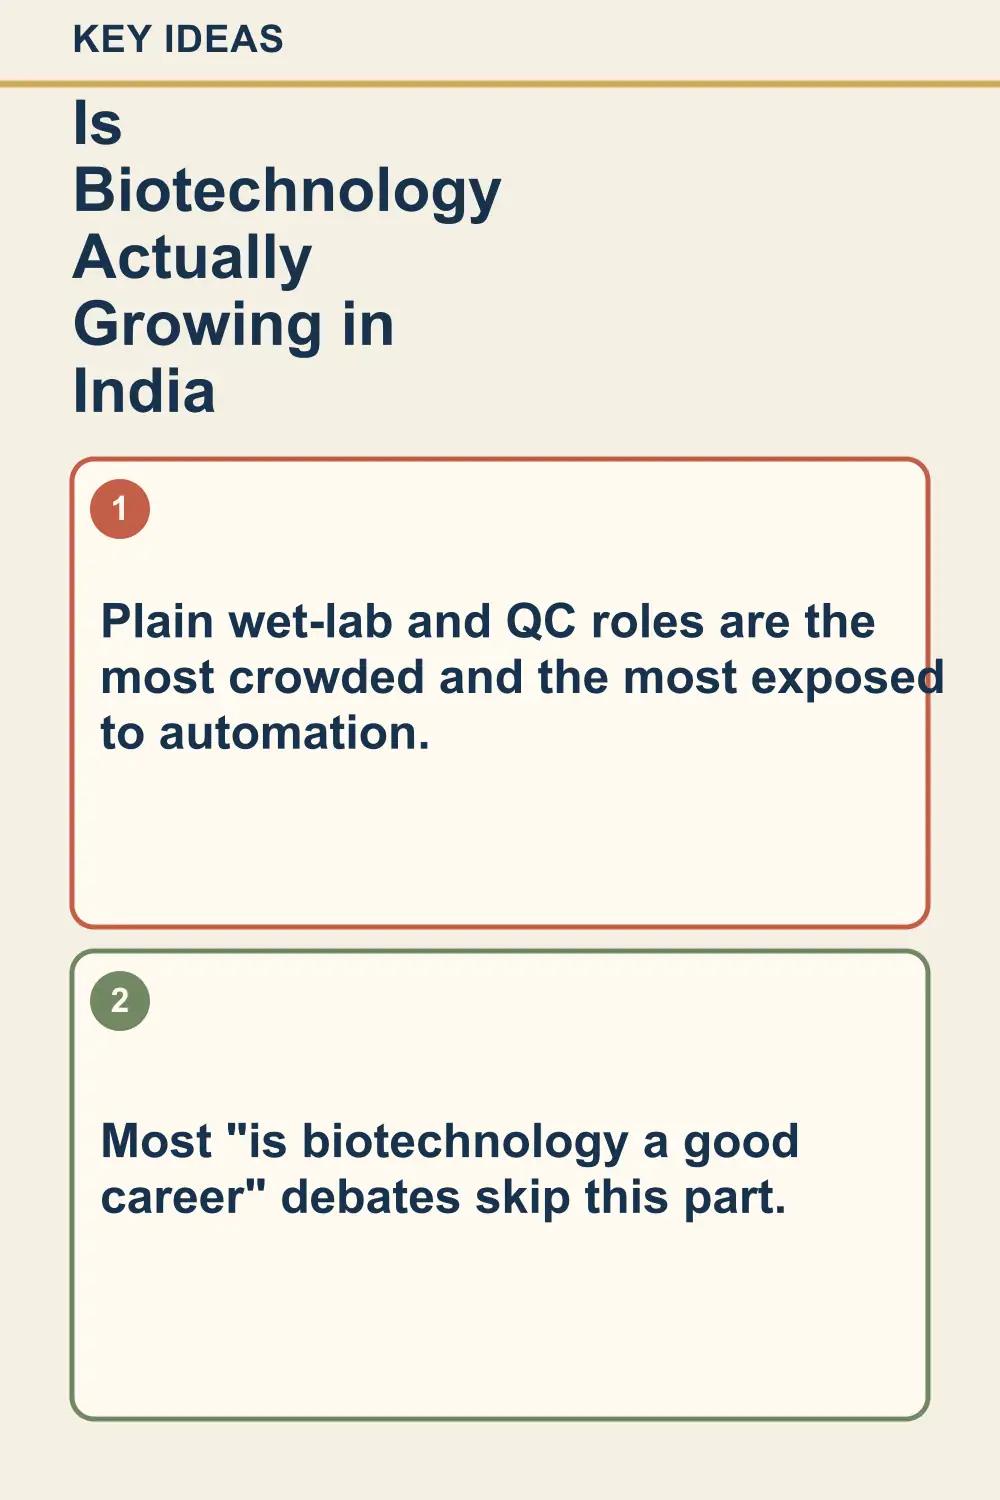 KEY IDEAS
Is
Biotechnology
Actually
Growing in
India
1
Plain wet-lab and QC roles are the
most crowded and the most exposed
to automation.
2
Most "is biotechnology a good
career" debates skip this part.